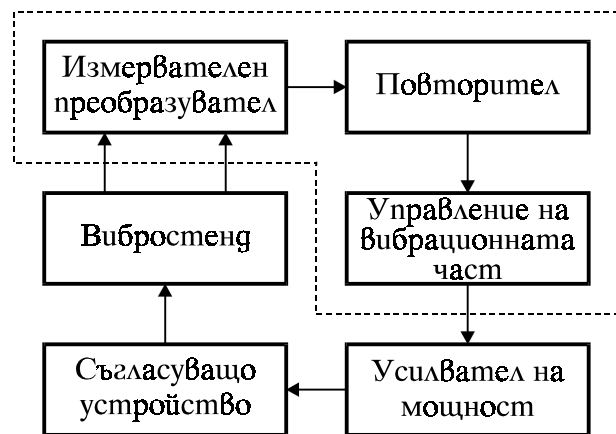 Измервателен
преобразувател
Повторител
Вибростенд
Управление на
вибрационната
част
Съгласуващо
устройство
Усилвател на
мощност